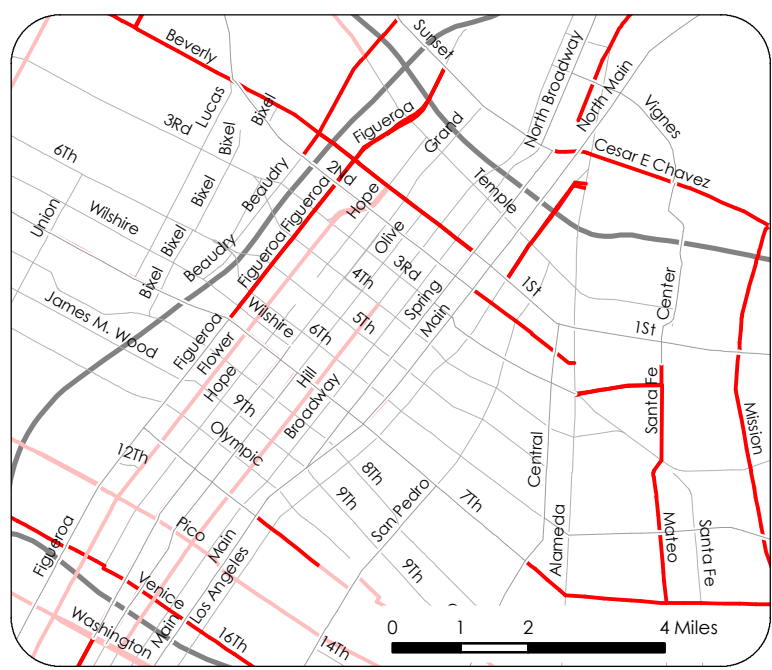 Beverly
Sunset
Lucas
Bixel
3Rd
Bixel
Figueroa
Grand
North Broadway
North Main
Vignes
6Th
Cesar E Chavez
2Nd
Temple
Beaudry
Hope
Figueroa
Bixel
Union
Wilshire
Bixel
Olive
3Rd
4Th
Beaudry
Figueroa
Bixel
1St
Center
Spring
Main
James M. Wood
Wilshire
5Th
6Th
1St
Figueroa
Flower
Hope
Hill
Broadway
9Th
Santa Fe
Mission
12Th
Olympic
Central
8Th
9Th
San Pedro
7Th
Alameda
Mateo
Santa Fe
Pico
Main
Figueroa
Los Angeles
Venice
9Th
Washington
Main
16Th
14Th
0 1 2 4 Miles